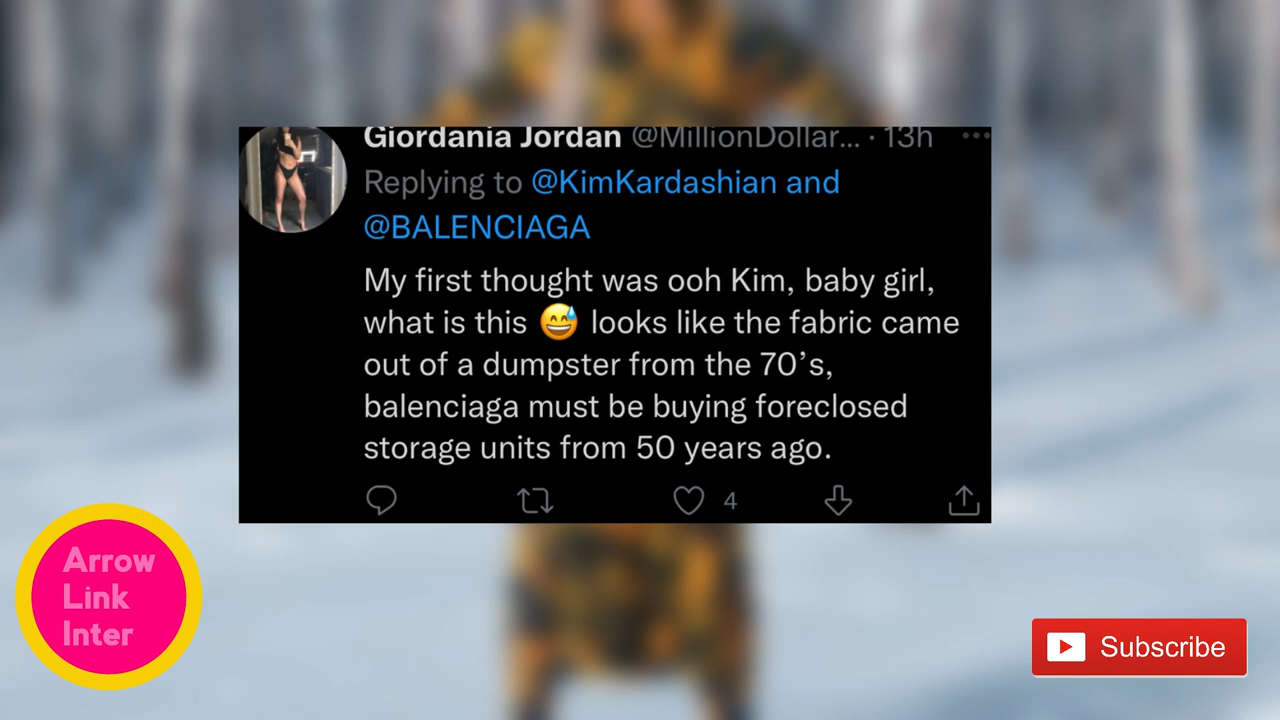 Giordania Jordan @MillionDollar... · 13h
Replying to @KimKardashian and
@BALENCIAGA
My first thought was ooh Kim, baby girl,
what is this 😅 looks like the fabric came
out of a dumpster from the 70’s,
balenciaga must be buying foreclosed
storage units from 50 years ago.
4
Arrow
Link
Inter
Subscribe